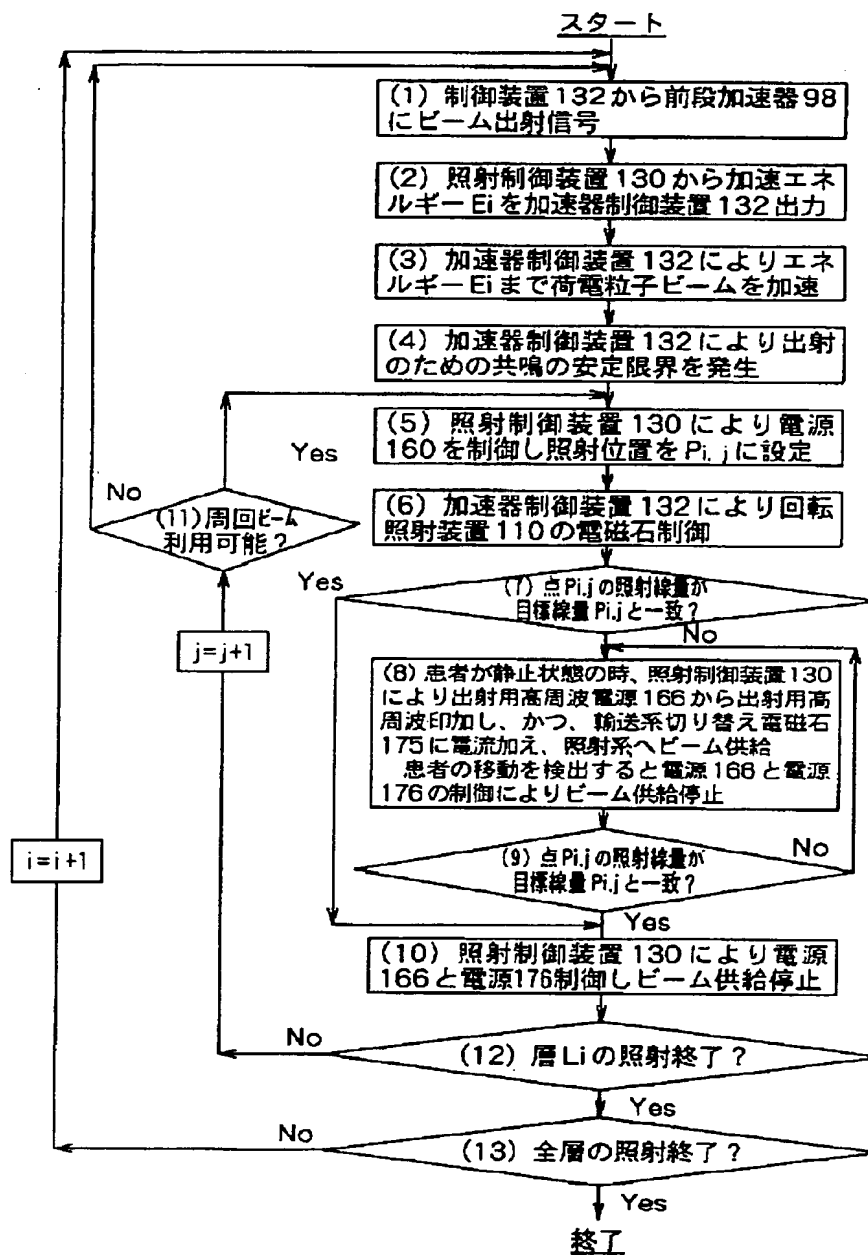 スタート
(1) 制御装置132から前段加速器98
にビーム出射信号
(2) 照射制御装置130から加速エネ
ルギーEiを加速器制御装置132出力
(3) 加速器制御装置132によりエネ
ルギーEiまで荷電粒子ビームを加速
(4) 加速器制御装置132により出射
のための共鳴の安定限界を発生
(5) 照射制御装置130により電源
160を制御し照射位置をPi,jに設定
Yes
No
(11)周回ビーム
利用可能?
(6) 加速器制御装置132により回転
照射装置110の電磁石制御
Yes
(7) 点Pi.jの照射線量が
目標線量Pi.jと一致?
No
j=j+1
(8) 患者が静止状態の時、照射制御装置130
により出射用高周波電源166から出射用高
周波印加し、かつ、輸送系切り替え電磁石
175に電流加え、照射系へビーム供給
患者の移動を検出すると電源166と電源
176の制御によりビーム供給停止
i=i+1
(9) 点Pi.jの照射線量が
目標線量Pi.jと一致?
No
Yes
(10) 照射制御装置130により電源
166と電源176制御しビーム供給停止
No
(12) 層Liの照射終了?
Yes
No
(13) 全層の照射終了?
Yes
終了